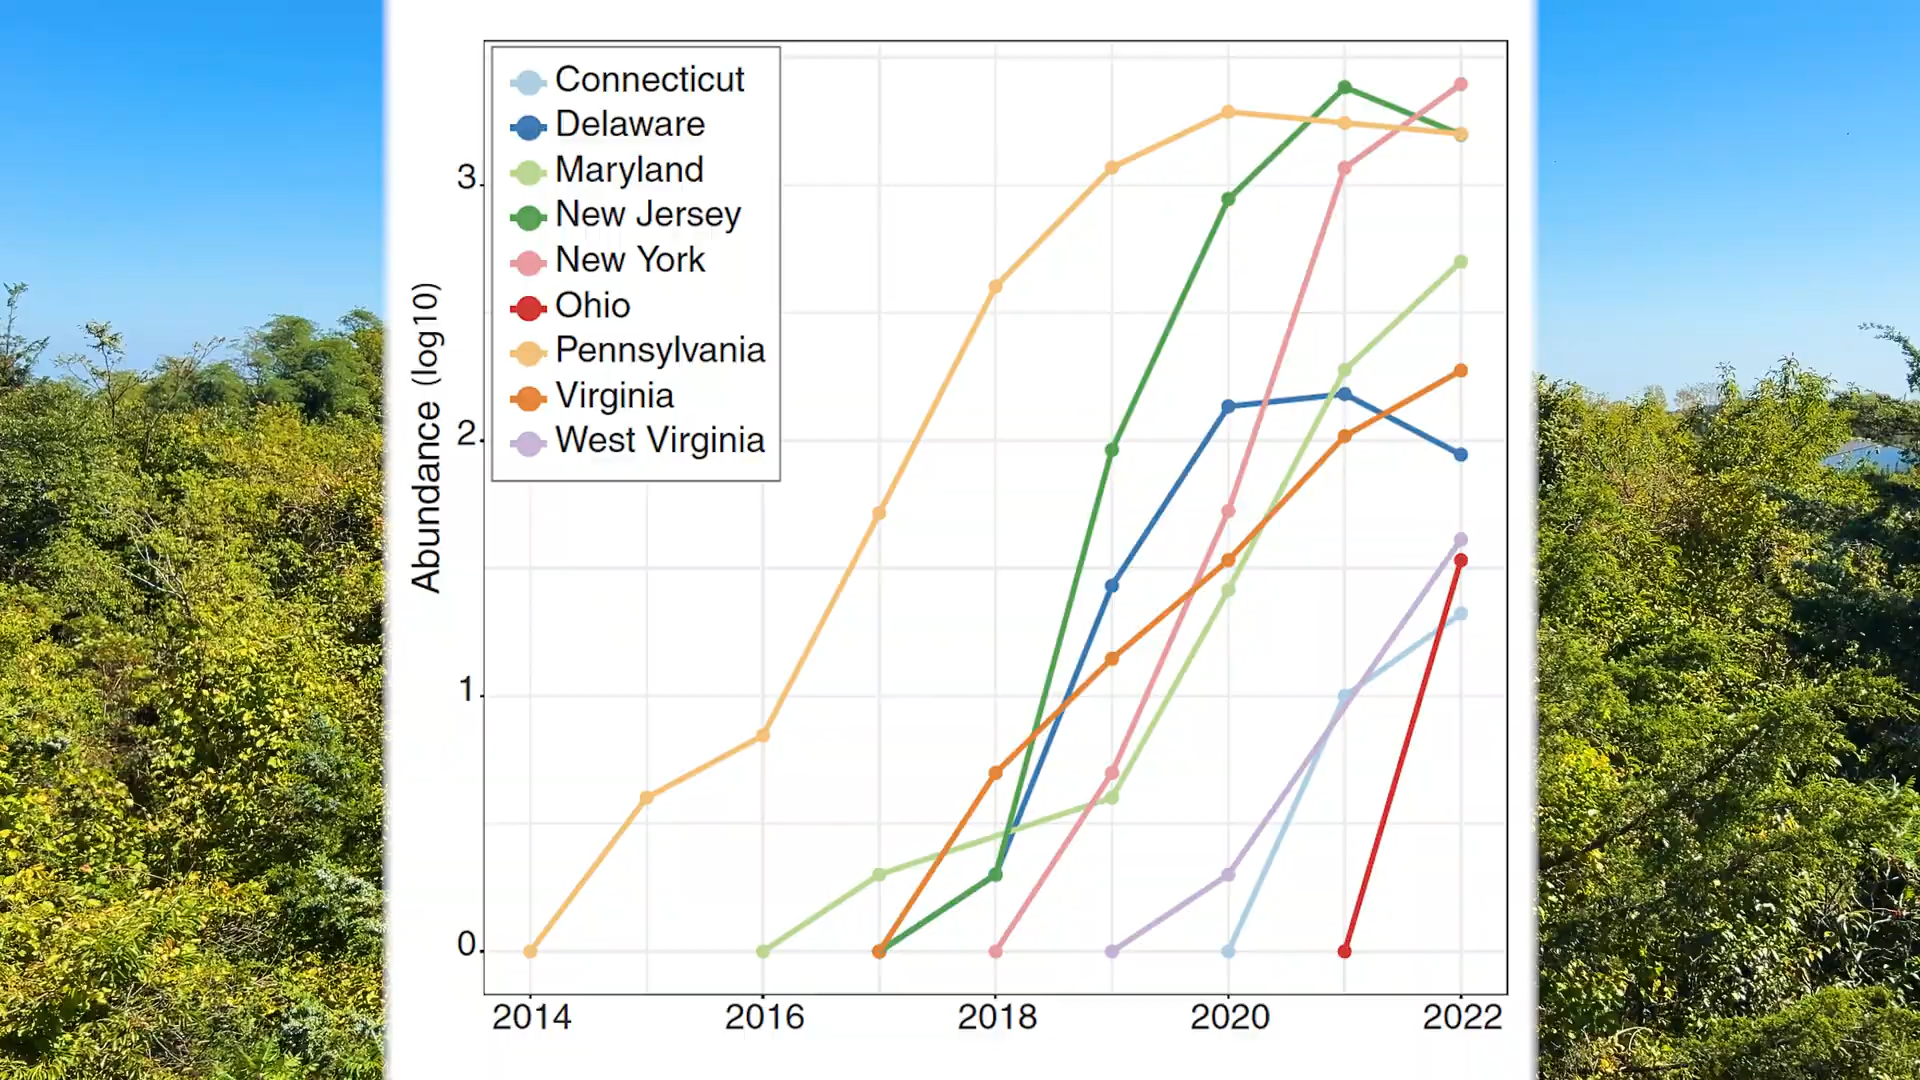 Connecticut
Delaware
Maryland
New Jersey
New York
Ohio
Pennsylvania
Virginia
West Virginia
Abundance (log10)
3
2
1
0
2014 2016 2018 2020 2022